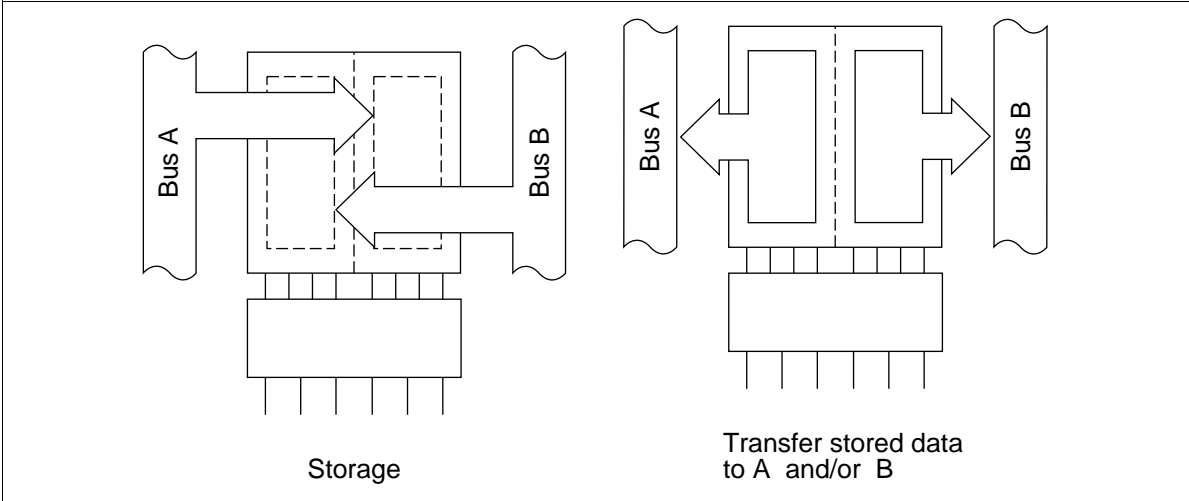 Bus A
Bus B
Storage
Bus A
Bus B
Transfer stored data
to A and/or B